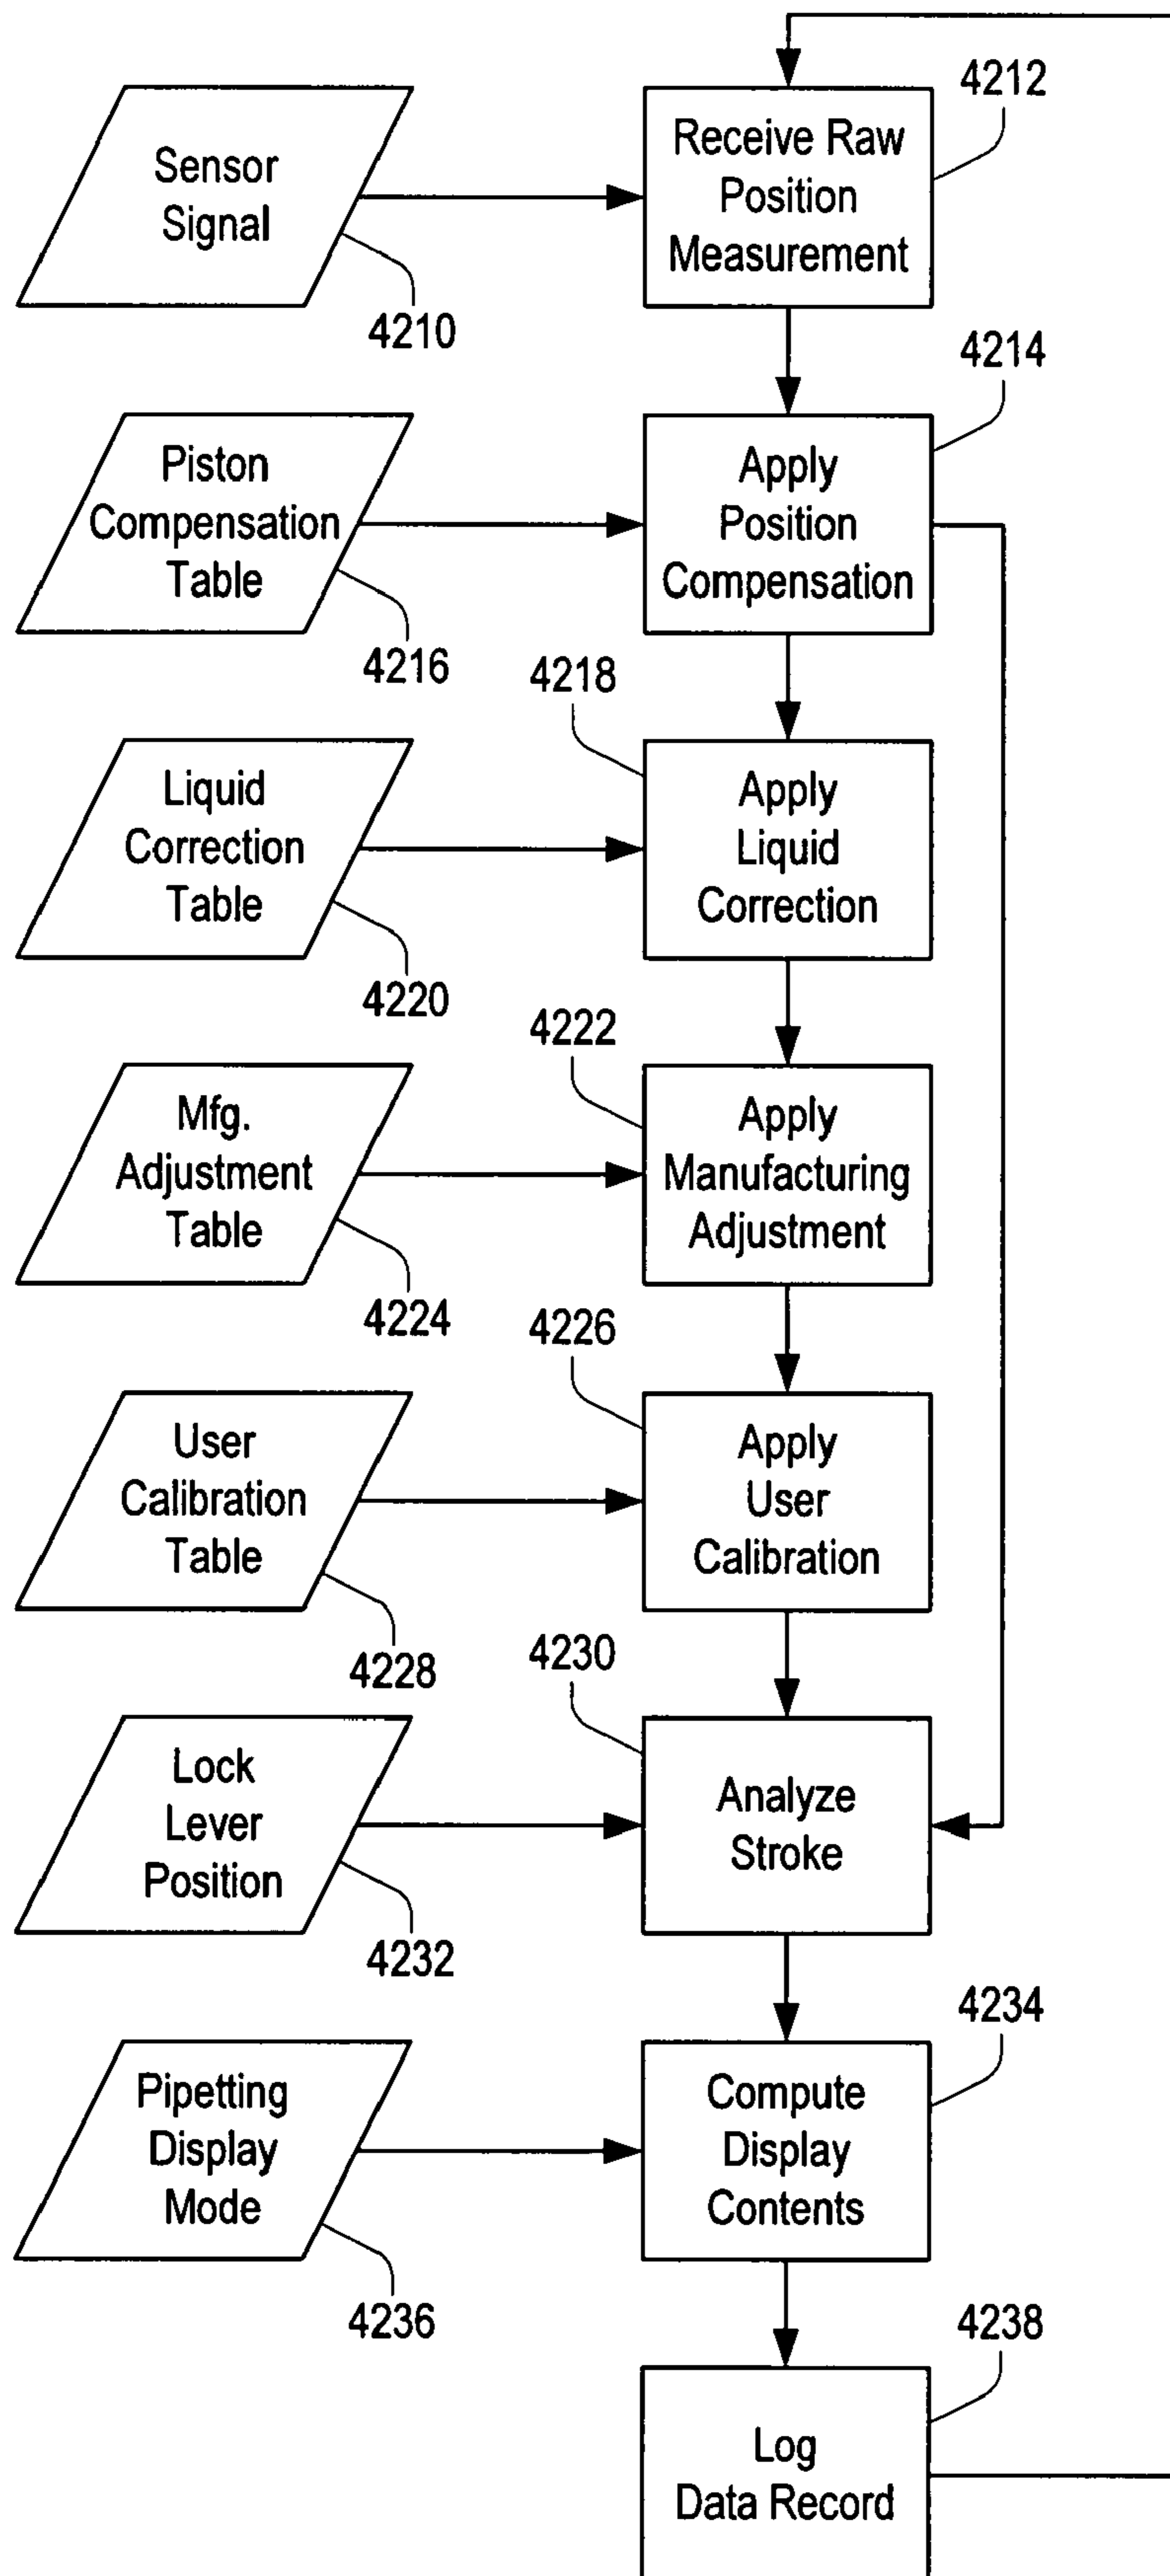 4212
Sensor
Signal
Receive Raw
Position
Measurement
4210
4214
Piston
Compensation
Table
Apply
Position
Compensation
4216
4218
Liquid
Correction
Table
Apply
Liquid
Correction
4220
4222
Mfg.
Adjustment
Table
Apply
Manufacturing
Adjustment
4224
4226
User
Calibration
Table
Apply
User
Calibration
4228
4230
Lock
Lever
Position
Analyze
Stroke
4232
4234
Pipetting
Display
Mode
Compute
Display
Contents
4236
4238
Log
Data Record